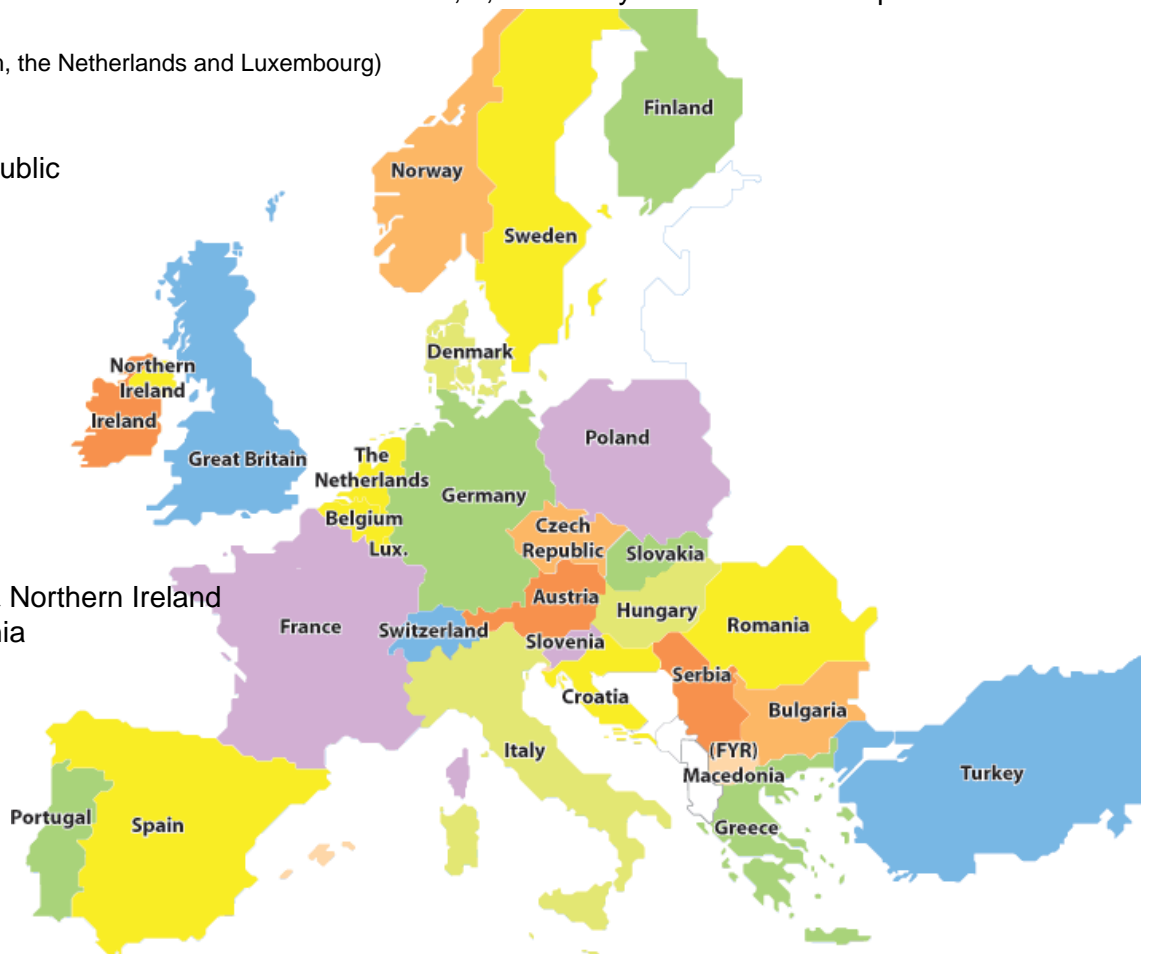 n, the Netherlands and Luxembourg)
Finland
ublic
Norway
Sweden
Denmark
Northern
Ireland
Ireland
Great Britain
Poland
The
Netherlands
Germany
Belgium
Czech
Republic
Lux.
Slovakia
Austria
Northern Ireland
Hungary
nia
France
Switzerland
Slovenia
Romania
Serbia
Croatia
Bulgaria
Italy
(FYR)
Macedonia
Turkey
Portugal
Spain
Greece